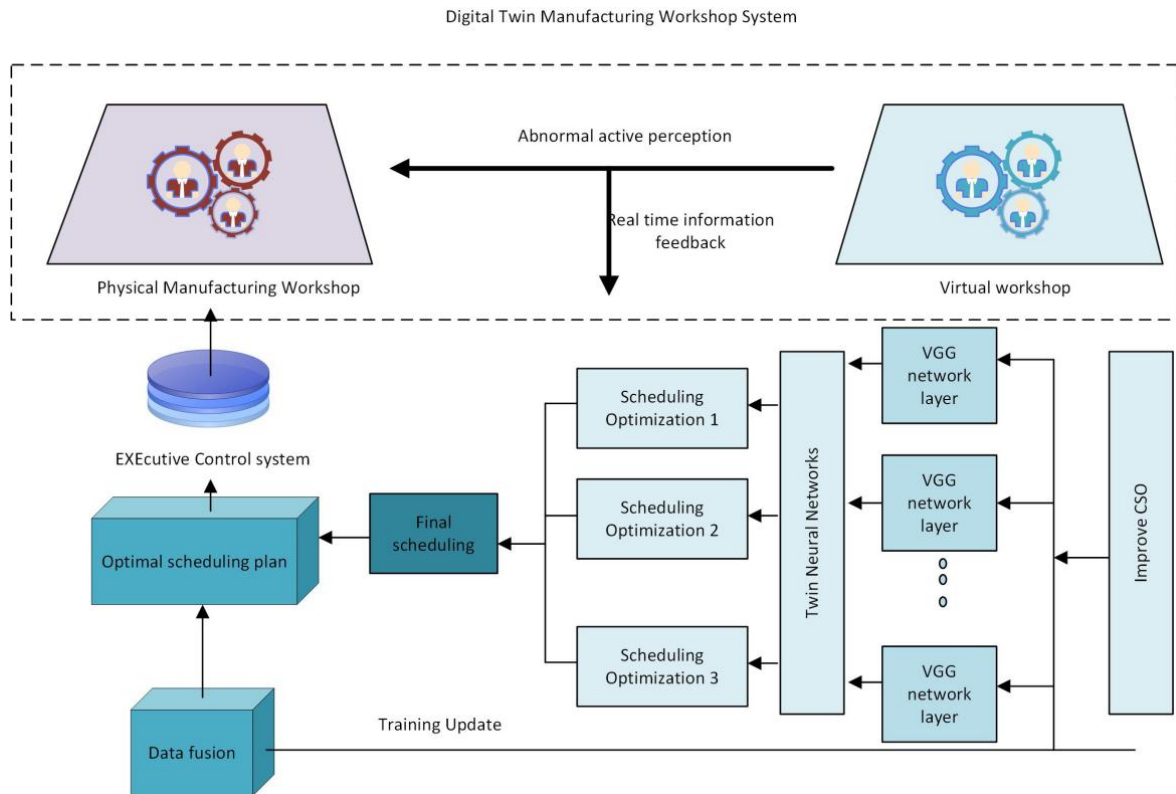 Digital Twin Manufacturing Workshop System
Abnormal active perception
Real time information
feedback
Physical Manufacturing Workshop
Virtual workshop
EXEcutive Control system
Optimal scheduling plan
Final
scheduling
Scheduling
Optimization 1
Scheduling
Optimization 2
Scheduling
Optimization 3
Twin Neural Networks
VGG
network
layer
VGG
network
layer
VGG
network
layer
Improve CSO
Data fusion
Training Update